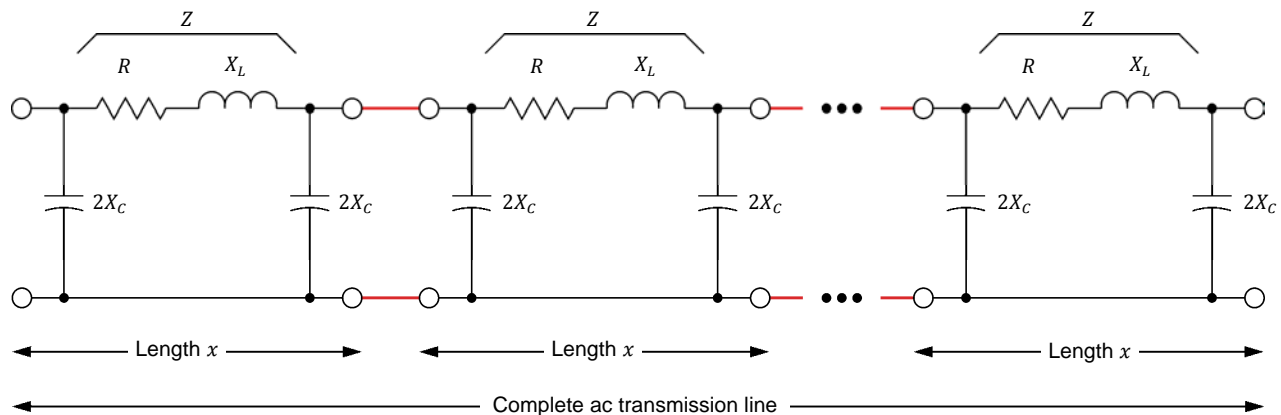 Z Z Z
R X_L R X_L R X_L
2X_C 2X_C 2X_C 2X_C 2X_C 2X_C
Length x Length x Length x
Complete ac transmission line